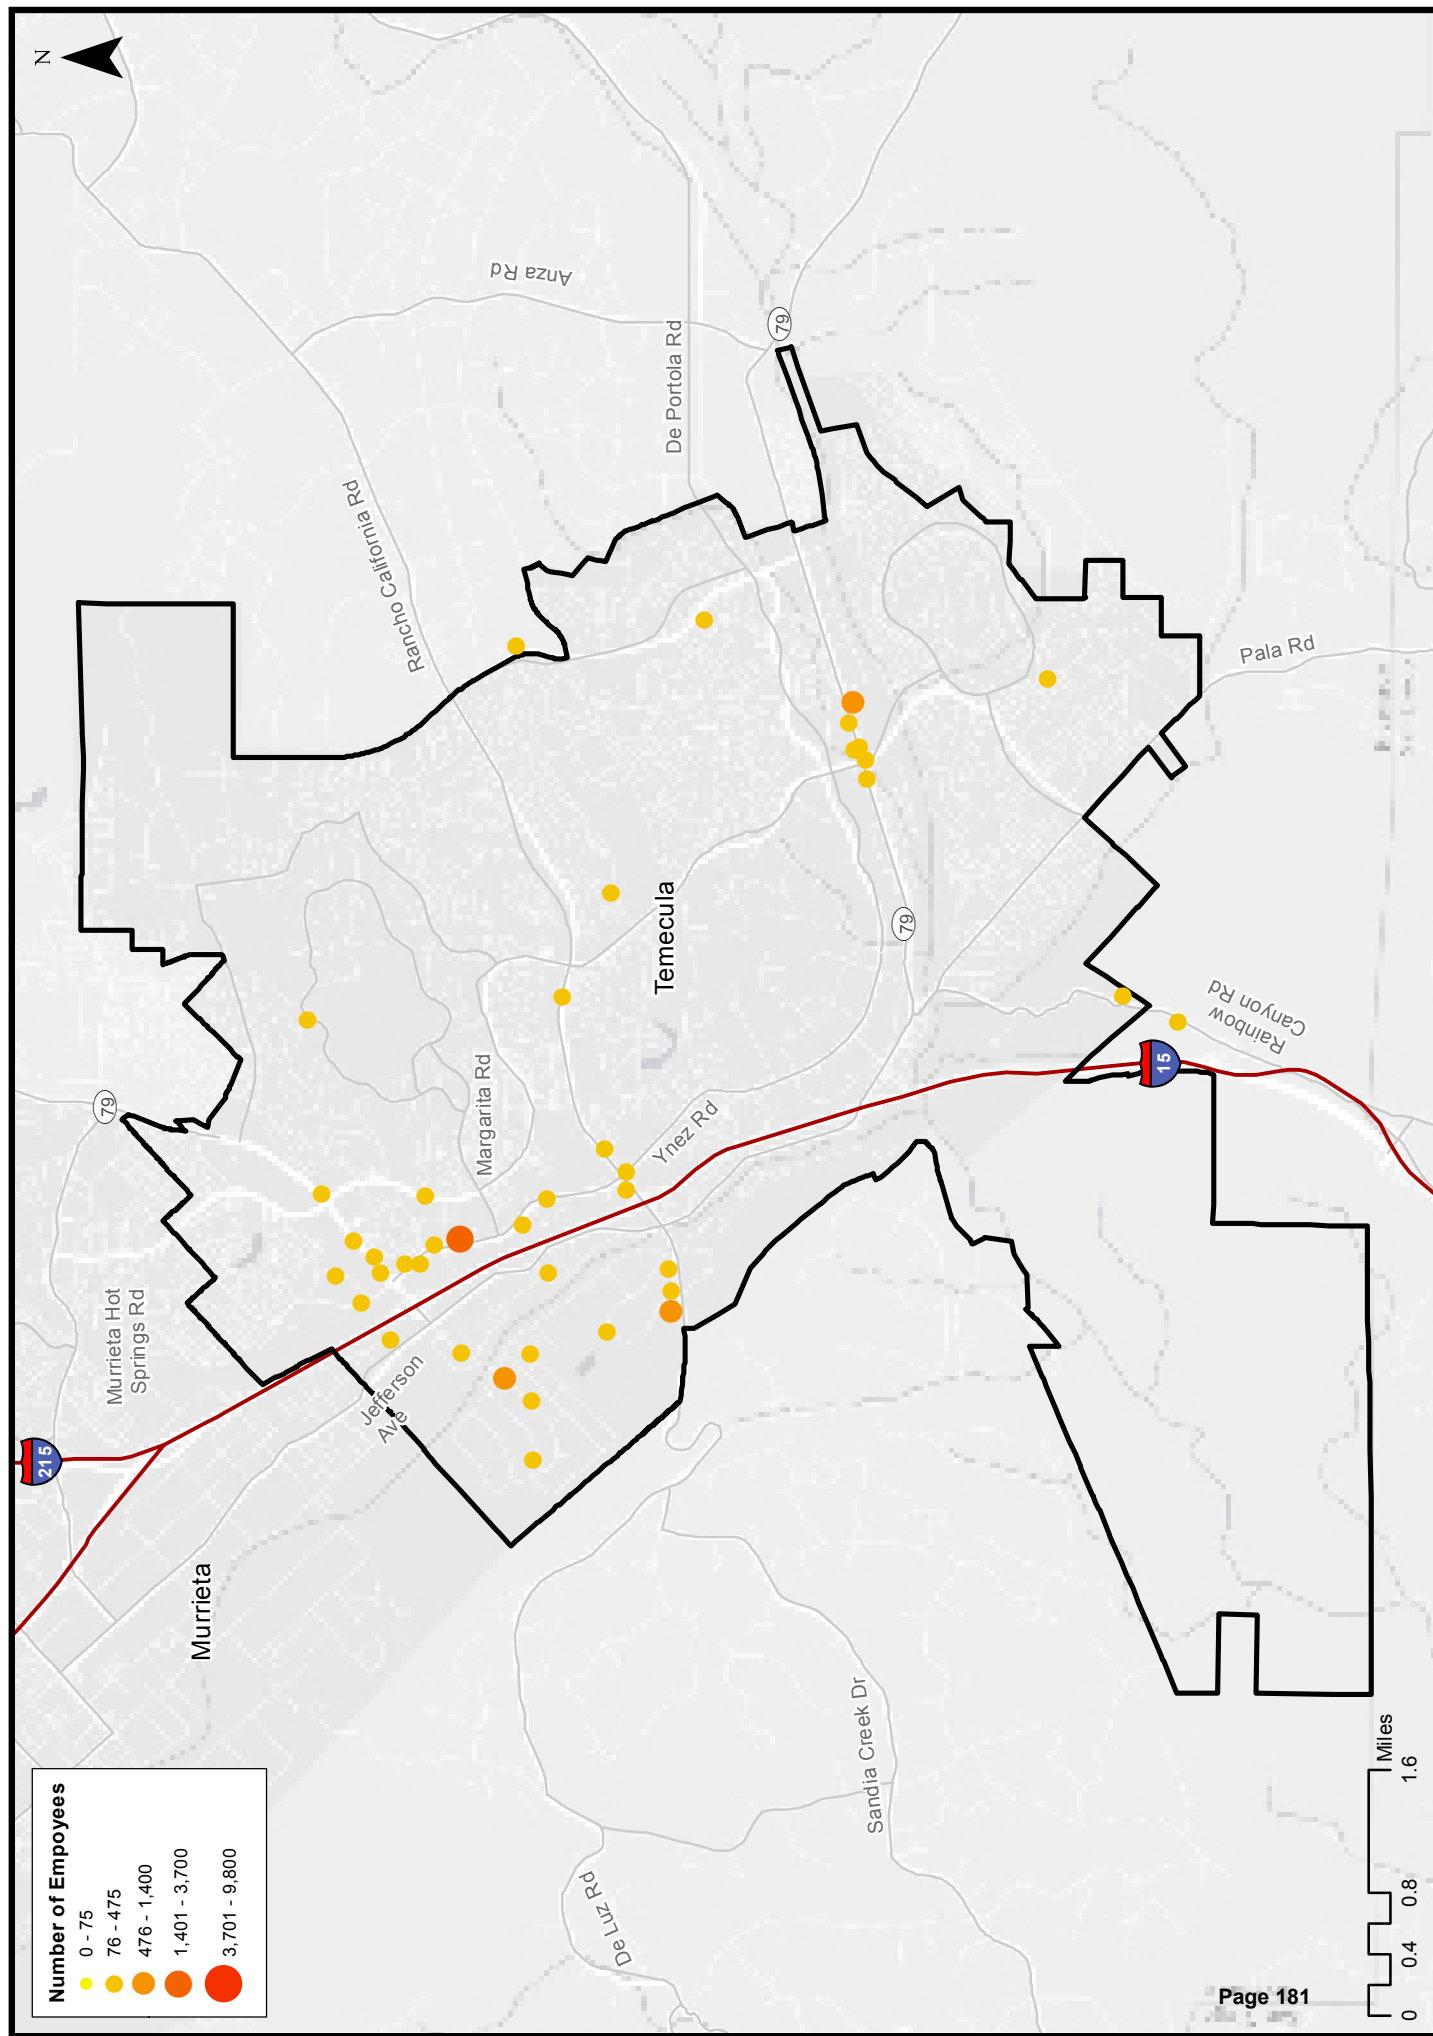 N
Number of Empoyees
0 - 75
76 - 475
476 - 1,400
1,401 - 3,700
3,701 - 9,800
215
Murrieta Hot
Springs Rd
79
Murrieta
Jefferson
Ave
Margarita Rd
Ynez Rd
Rancho California Rd
Anza Rd
De Portola Rd
79
Temecula
79
15
Rainbow
Canyon Rd
Pala Rd
De Luz Rd
Sandia Creek Dr
Miles
0 0.4 0.8 1.6
Page 181